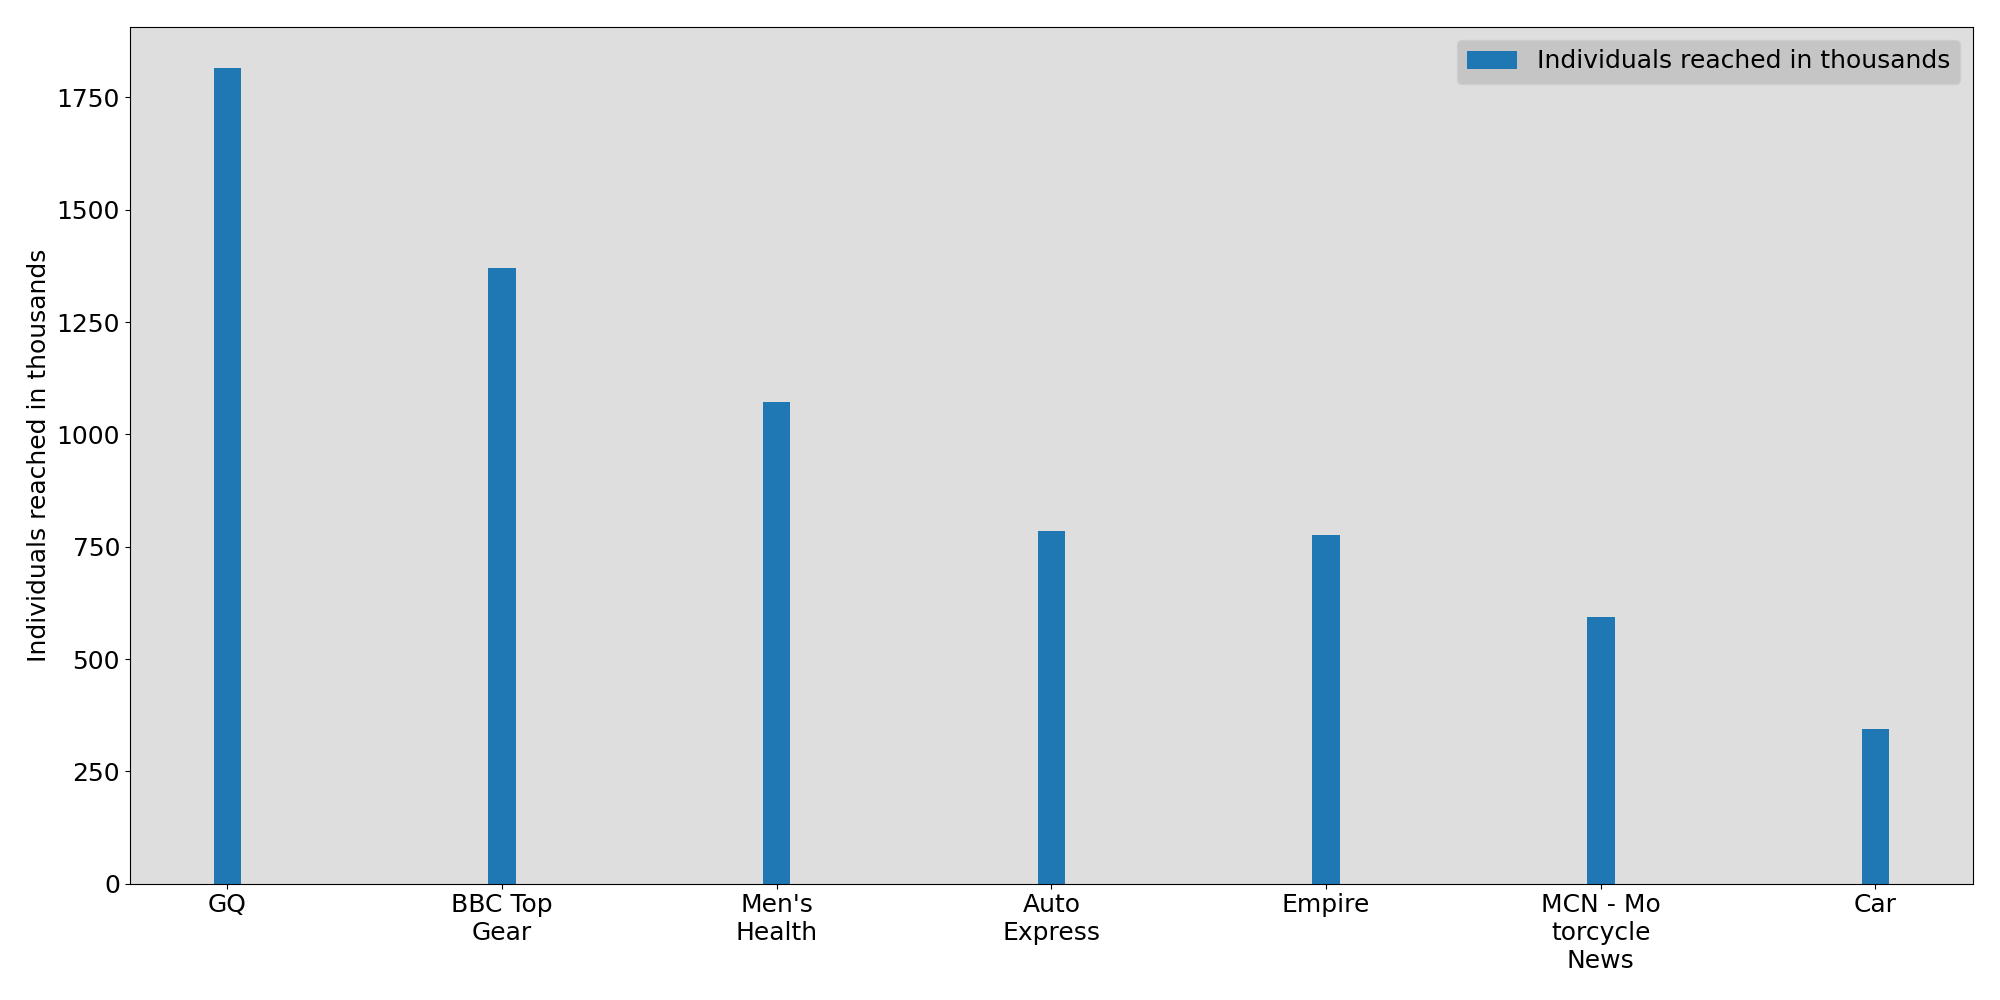 Individuals reached in thousands
Individuals reached in thousands
1750
1500
1250
1000
750
500
250
0
GQ
BBC Top
Gear
Men's
Health
Auto
Express
Empire
MCN - Mo
torcycle
News
Car